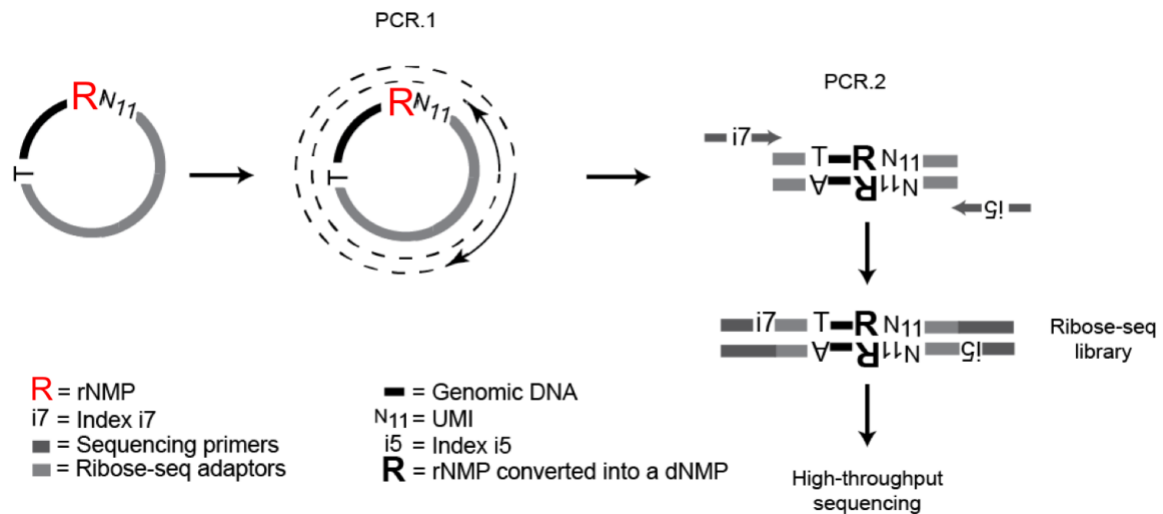 PCR.1
PCR.2
R N11
T
R N11
T
i7
T R N11
A R N11
i5
i7 T R N11
A R N11 i5
Ribose-seq
library
R = rNMP
i7 = Index i7
= Sequencing primers
= Ribose-seq adaptors
= Genomic DNA
N11 = UMI
i5 = Index i5
R = rNMP converted into a dNMP
High-throughput
sequencing